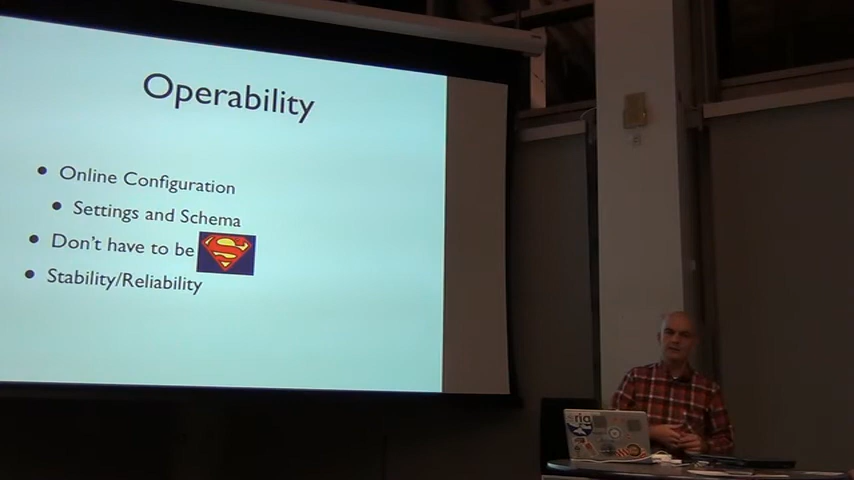 Operability
• Online Configuration
• Settings and Schema
• Don't have to be
• Stability/Reliability